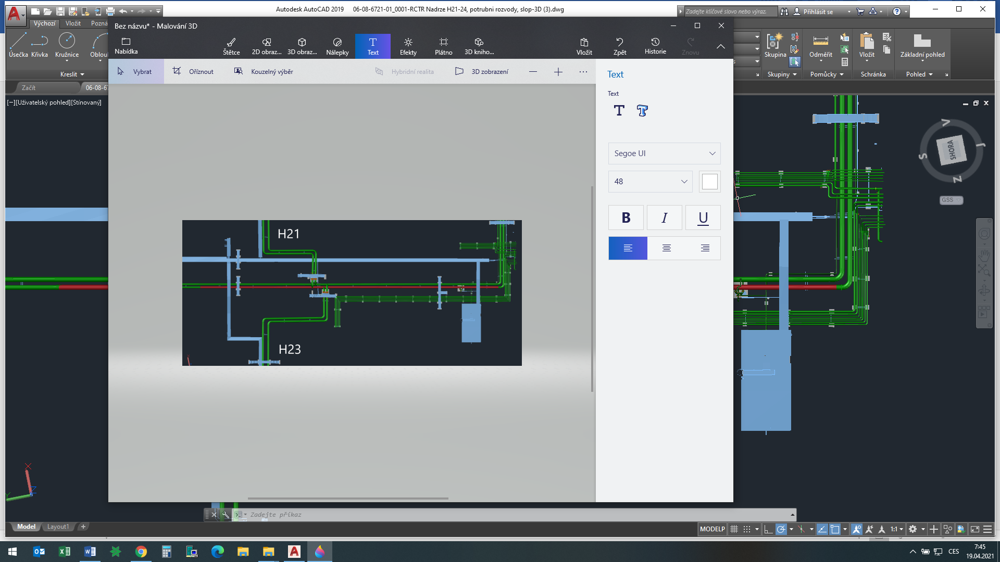 Autodesk AutoCAD 2019 06-08-6721-01_0001-RCTR Nadrze H21-24, potrubni rozvody, slop-3D (3).dwg
Zadejte klíčové slovo nebo výraz.
Přihlásit se
Výchozí
Vložit
Pozná
Úsečka
Křivka
Kružnice
Oblou
Kreslit
Začít
06-08-67
[−][Uživatelský pohled][Stínovaný]
Bez názvu* - Malování 3D
Nabídka
Štětce
2D obraz...
3D obraz...
Nálepky
Text
Efekty
Plátno
3D kniho...
Vložit
Zpět
Historie
Znovu
Vybrat
Oříznout
Kouzelný výběr
Hybridní realita
3D zobrazení
Text
Text
Segoe UI
48
B
I
U
H21
H23
Skupina
Odměřit
Vložit
Základní pohled
Skupiny
Pomůcky
Schránka
Pohled
V
S
J
Z
SHORA
GSS
X
Y
Z
Zadejte příkaz
Model
Layout1
MODELP
1:1
CES
7:45
19.04.2021